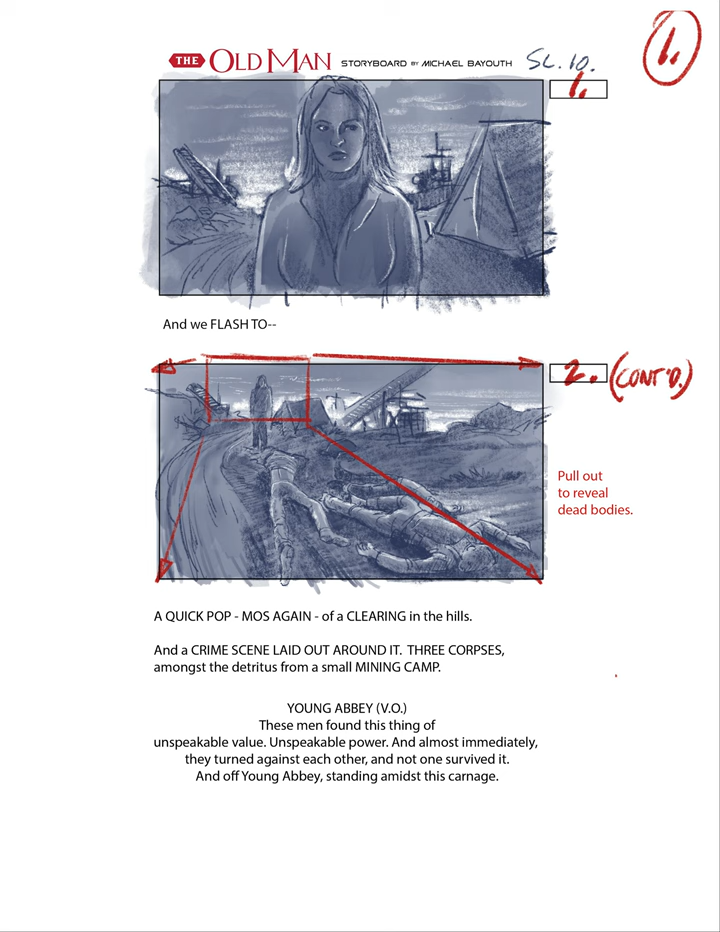 1.
THE OLD MAN STORYBOARD BY MICHAEL BAYOUTH SC. 10.
1.
And we FLASH TO--
2. (CONT'D.)
Pull out
to reveal
dead bodies.
A QUICK POP - MOS AGAIN - of a CLEARING in the hills.
And a CRIME SCENE LAID OUT AROUND IT.  THREE CORPSES,
amongst the detritus from a small MINING CAMP.
YOUNG ABBEY (V.O.)
These men found this thing of
unspeakable value. Unspeakable power. And almost immediately,
they turned against each other, and not one survived it.
And off Young Abbey, standing amidst this carnage.